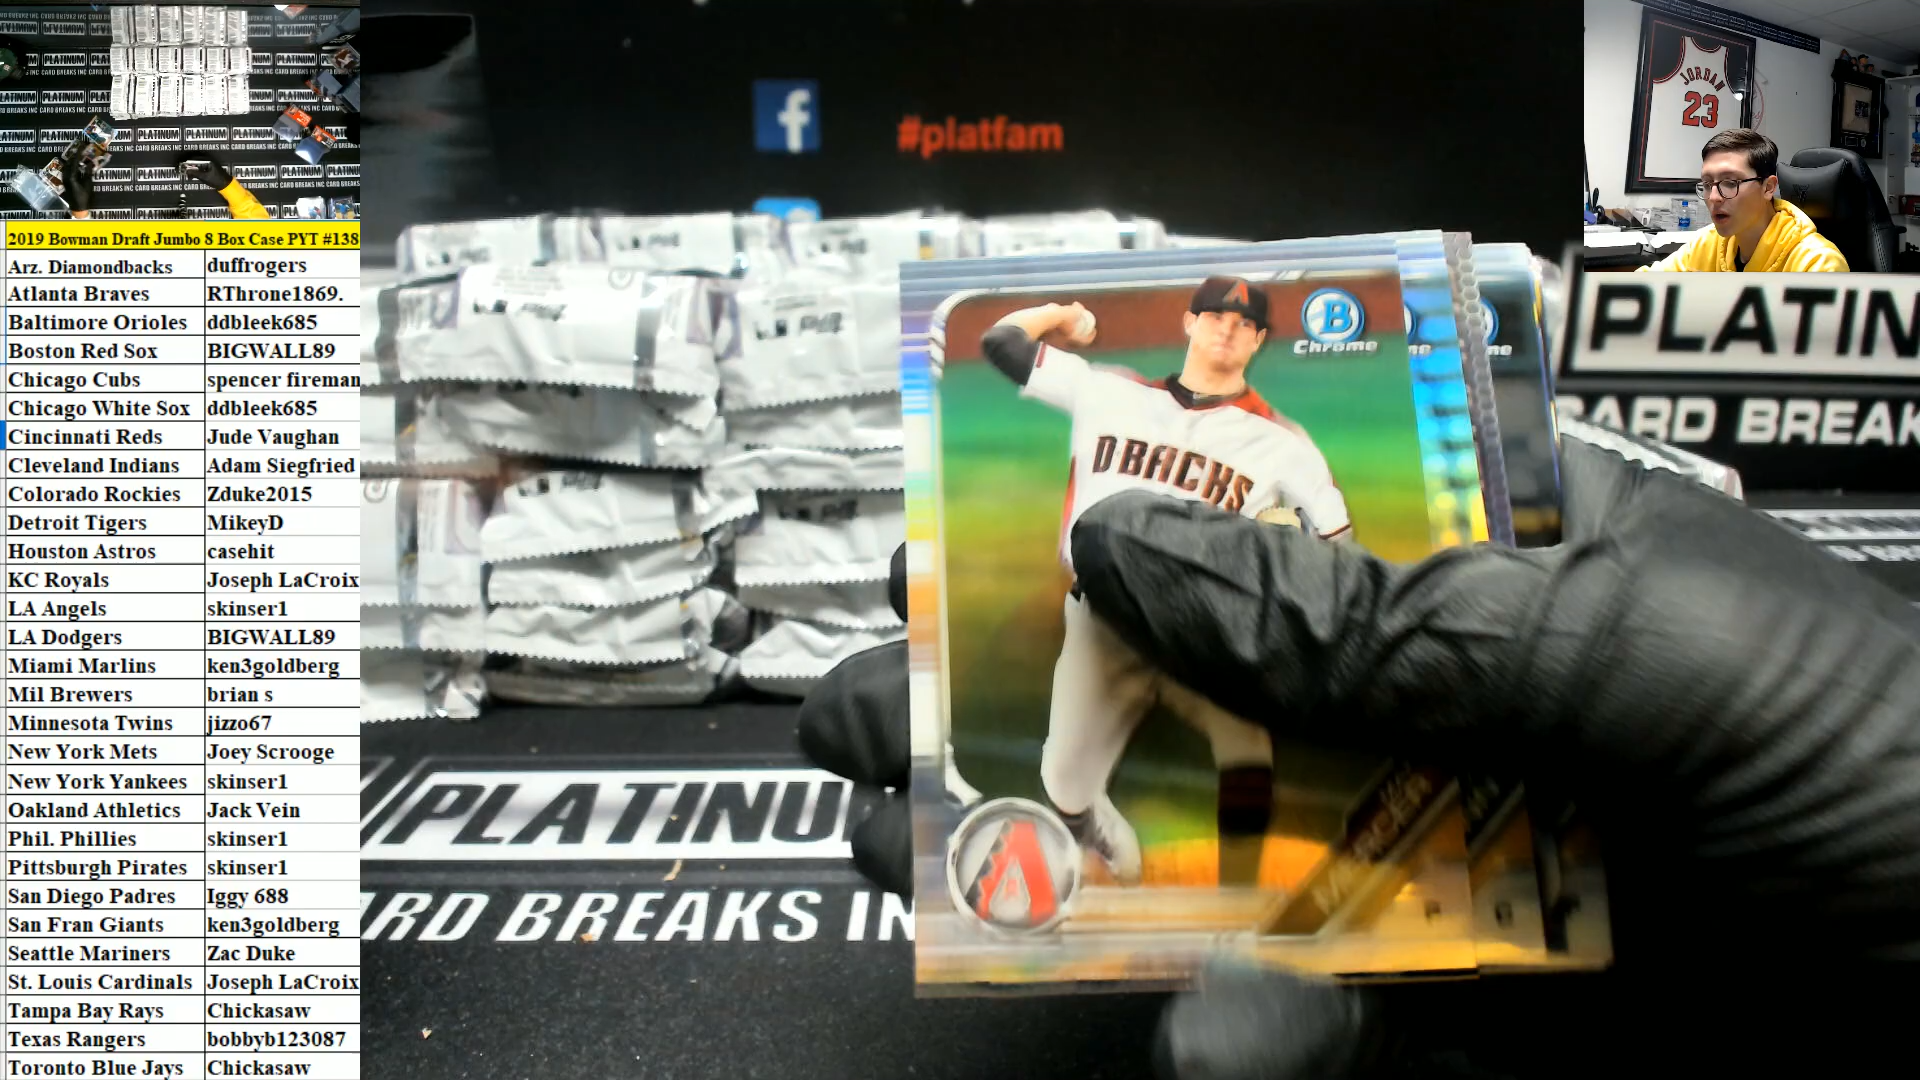 2019 Bowman Draft Jumbo 8 Box Case PYT #138
Arz. Diamondbacks duffrogers
Atlanta Braves RThrone1869.
Baltimore Orioles ddbleek685
Boston Red Sox BIGWALL89
Chicago Cubs spencer fireman
Chicago White Sox ddbleek685
Cincinnati Reds Jude Vaughan
Cleveland Indians Adam Siegfried
Colorado Rockies Zduke2015
Detroit Tigers MikeyD
Houston Astros casehit
KC Royals Joseph LaCroix
LA Angels skinser1
LA Dodgers BIGWALL89
Miami Marlins ken3goldberg
Mil Brewers brian s
Minnesota Twins jizzo67
New York Mets Joey Scrooge
New York Yankees skinser1
Oakland Athletics Jack Vein
Phil. Phillies skinser1
Pittsburgh Pirates skinser1
San Diego Padres Iggy 688
San Fran Giants ken3goldberg
Seattle Mariners Zac Duke
St. Louis Cardinals Joseph LaCroix
Tampa Bay Rays Chickasaw
Texas Rangers bobbyb123087
Toronto Blue Jays Chickasaw
f
#platfam
B
Chrome
A
D BACKS
A
PLATINU
RD BREAKS IN
PLATIN
ARD BREAK
JORDAN
23
PLATINUM
CARD BREAKS INC